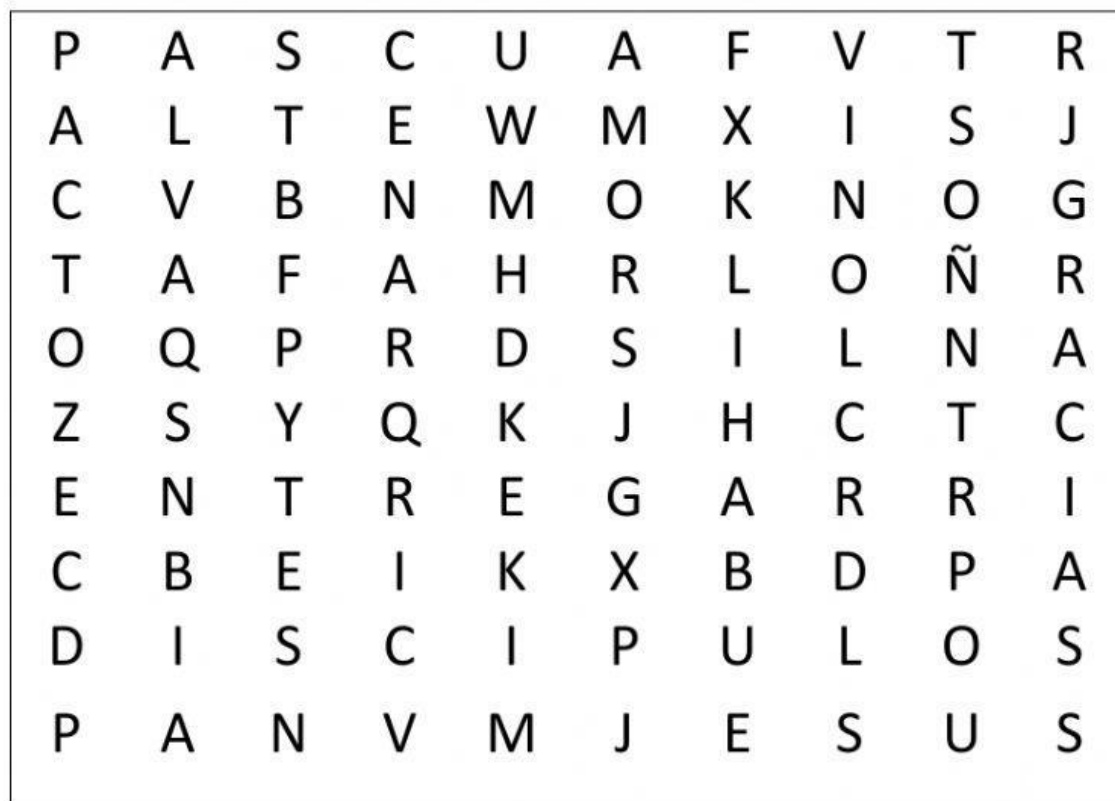 P A S C U A F V T R
A L T E W M X I S J
C V B N M O K N O G
T A F A H R L O Ñ R
O Q P R D S I L N A
Z S Y Q K J H C T C
E N T R E G A R R I
C B E I K X B D P A
D I S C I P U L O S
P A N V M J E S U S